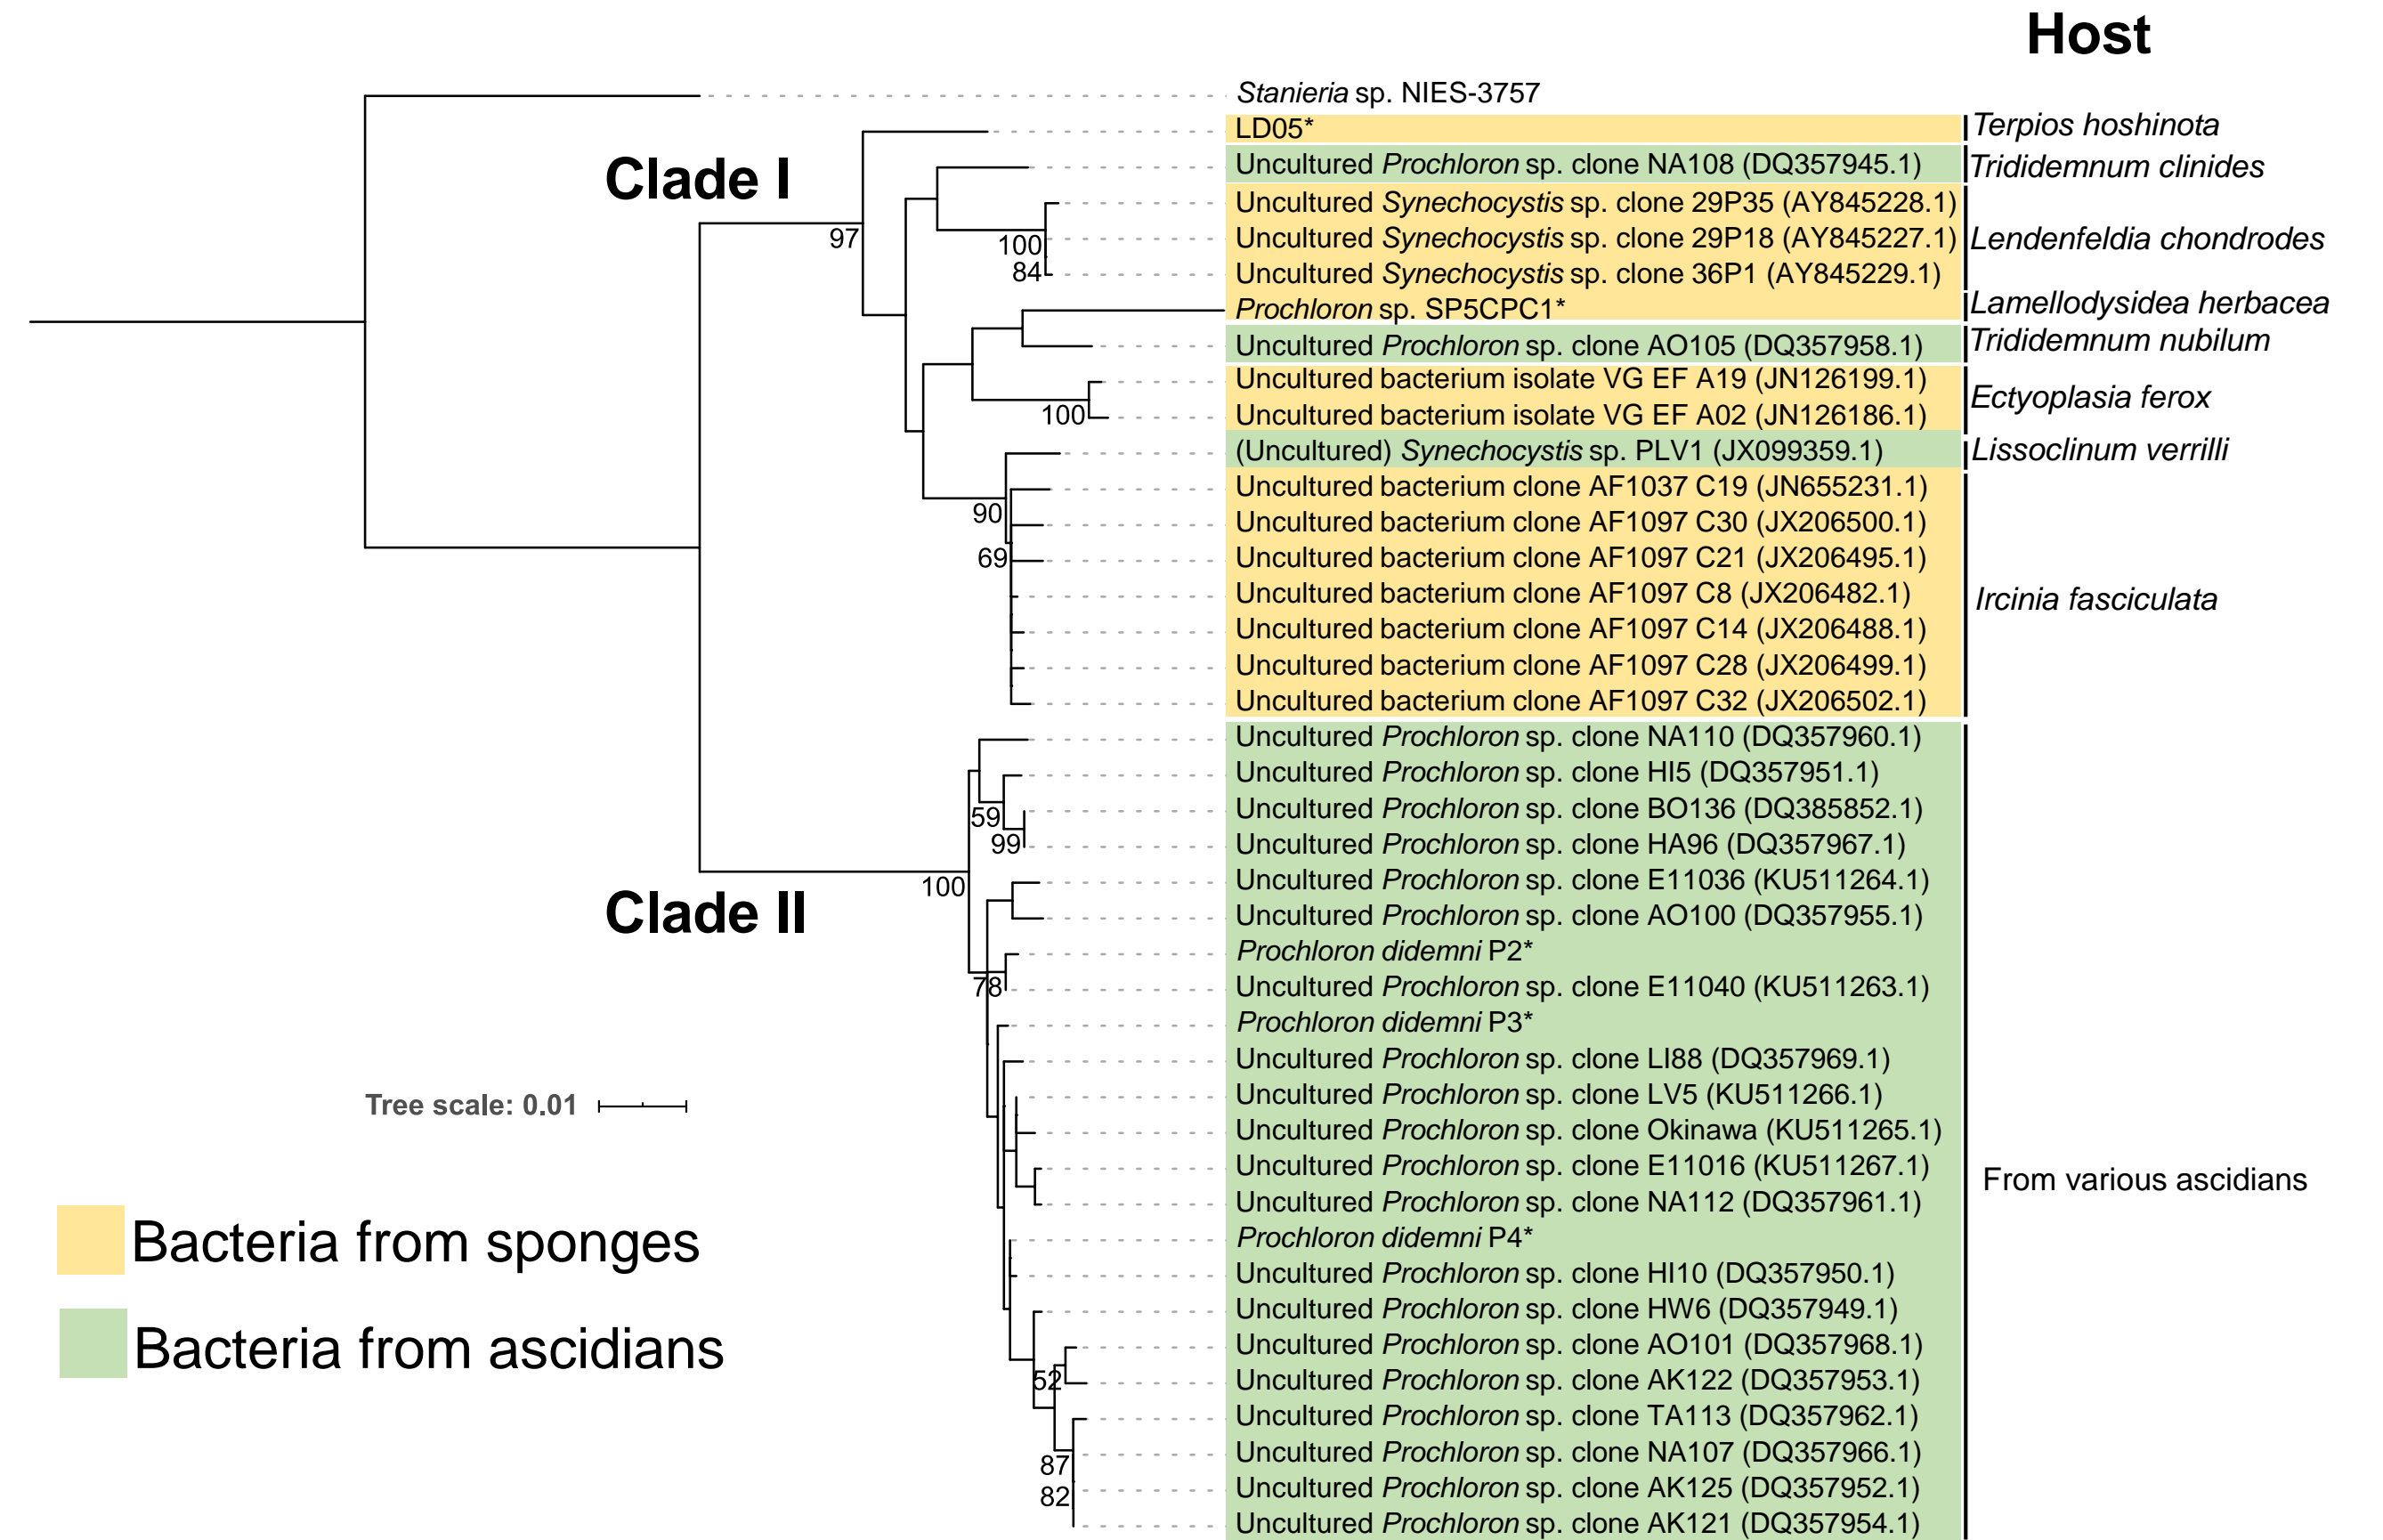 Host
Stanieria sp. NIES-3757
LD05*
Terpios hoshinota
Clade I
Uncultured Prochloron sp. clone NA108 (DQ357945.1)
Trididemnum clinides
Uncultured Synechocystis sp. clone 29P35 (AY845228.1)
97
100
Uncultured Synechocystis sp. clone 29P18 (AY845227.1)
Lendenfeldia chondrodes
84
Uncultured Synechocystis sp. clone 36P1 (AY845229.1)
Prochloron sp. SP5CPC1*
Lamellodysidea herbacea
Uncultured Prochloron sp. clone AO105 (DQ357958.1)
Trididemnum nubilum
Uncultured bacterium isolate VG EF A19 (JN126199.1)
Ectyoplasia ferox
100
Uncultured bacterium isolate VG EF A02 (JN126186.1)
(Uncultured) Synechocystis sp. PLV1 (JX099359.1)
Lissoclinum verrilli
Uncultured bacterium clone AF1037 C19 (JN655231.1)
90
Uncultured bacterium clone AF1097 C30 (JX206500.1)
69
Uncultured bacterium clone AF1097 C21 (JX206495.1)
Uncultured bacterium clone AF1097 C8 (JX206482.1)
Ircinia fasciculata
Uncultured bacterium clone AF1097 C14 (JX206488.1)
Uncultured bacterium clone AF1097 C28 (JX206499.1)
Uncultured bacterium clone AF1097 C32 (JX206502.1)
Uncultured Prochloron sp. clone NA110 (DQ357960.1)
Uncultured Prochloron sp. clone HI5 (DQ357951.1)
59
Uncultured Prochloron sp. clone BO136 (DQ385852.1)
99
Uncultured Prochloron sp. clone HA96 (DQ357967.1)
100
Uncultured Prochloron sp. clone E11036 (KU511264.1)
Clade II
Uncultured Prochloron sp. clone AO100 (DQ357955.1)
Prochloron didemni P2*
78
Uncultured Prochloron sp. clone E11040 (KU511263.1)
Prochloron didemni P3*
Uncultured Prochloron sp. clone LI88 (DQ357969.1)
Tree scale: 0.01
Uncultured Prochloron sp. clone LV5 (KU511266.1)
Uncultured Prochloron sp. clone Okinawa (KU511265.1)
Uncultured Prochloron sp. clone E11016 (KU511267.1)
From various ascidians
Uncultured Prochloron sp. clone NA112 (DQ357961.1)
Bacteria from sponges
Prochloron didemni P4*
Uncultured Prochloron sp. clone HI10 (DQ357950.1)
Uncultured Prochloron sp. clone HW6 (DQ357949.1)
Bacteria from ascidians
Uncultured Prochloron sp. clone AO101 (DQ357968.1)
52
Uncultured Prochloron sp. clone AK122 (DQ357953.1)
Uncultured Prochloron sp. clone TA113 (DQ357962.1)
87
Uncultured Prochloron sp. clone NA107 (DQ357966.1)
82
Uncultured Prochloron sp. clone AK125 (DQ357952.1)
Uncultured Prochloron sp. clone AK121 (DQ357954.1)